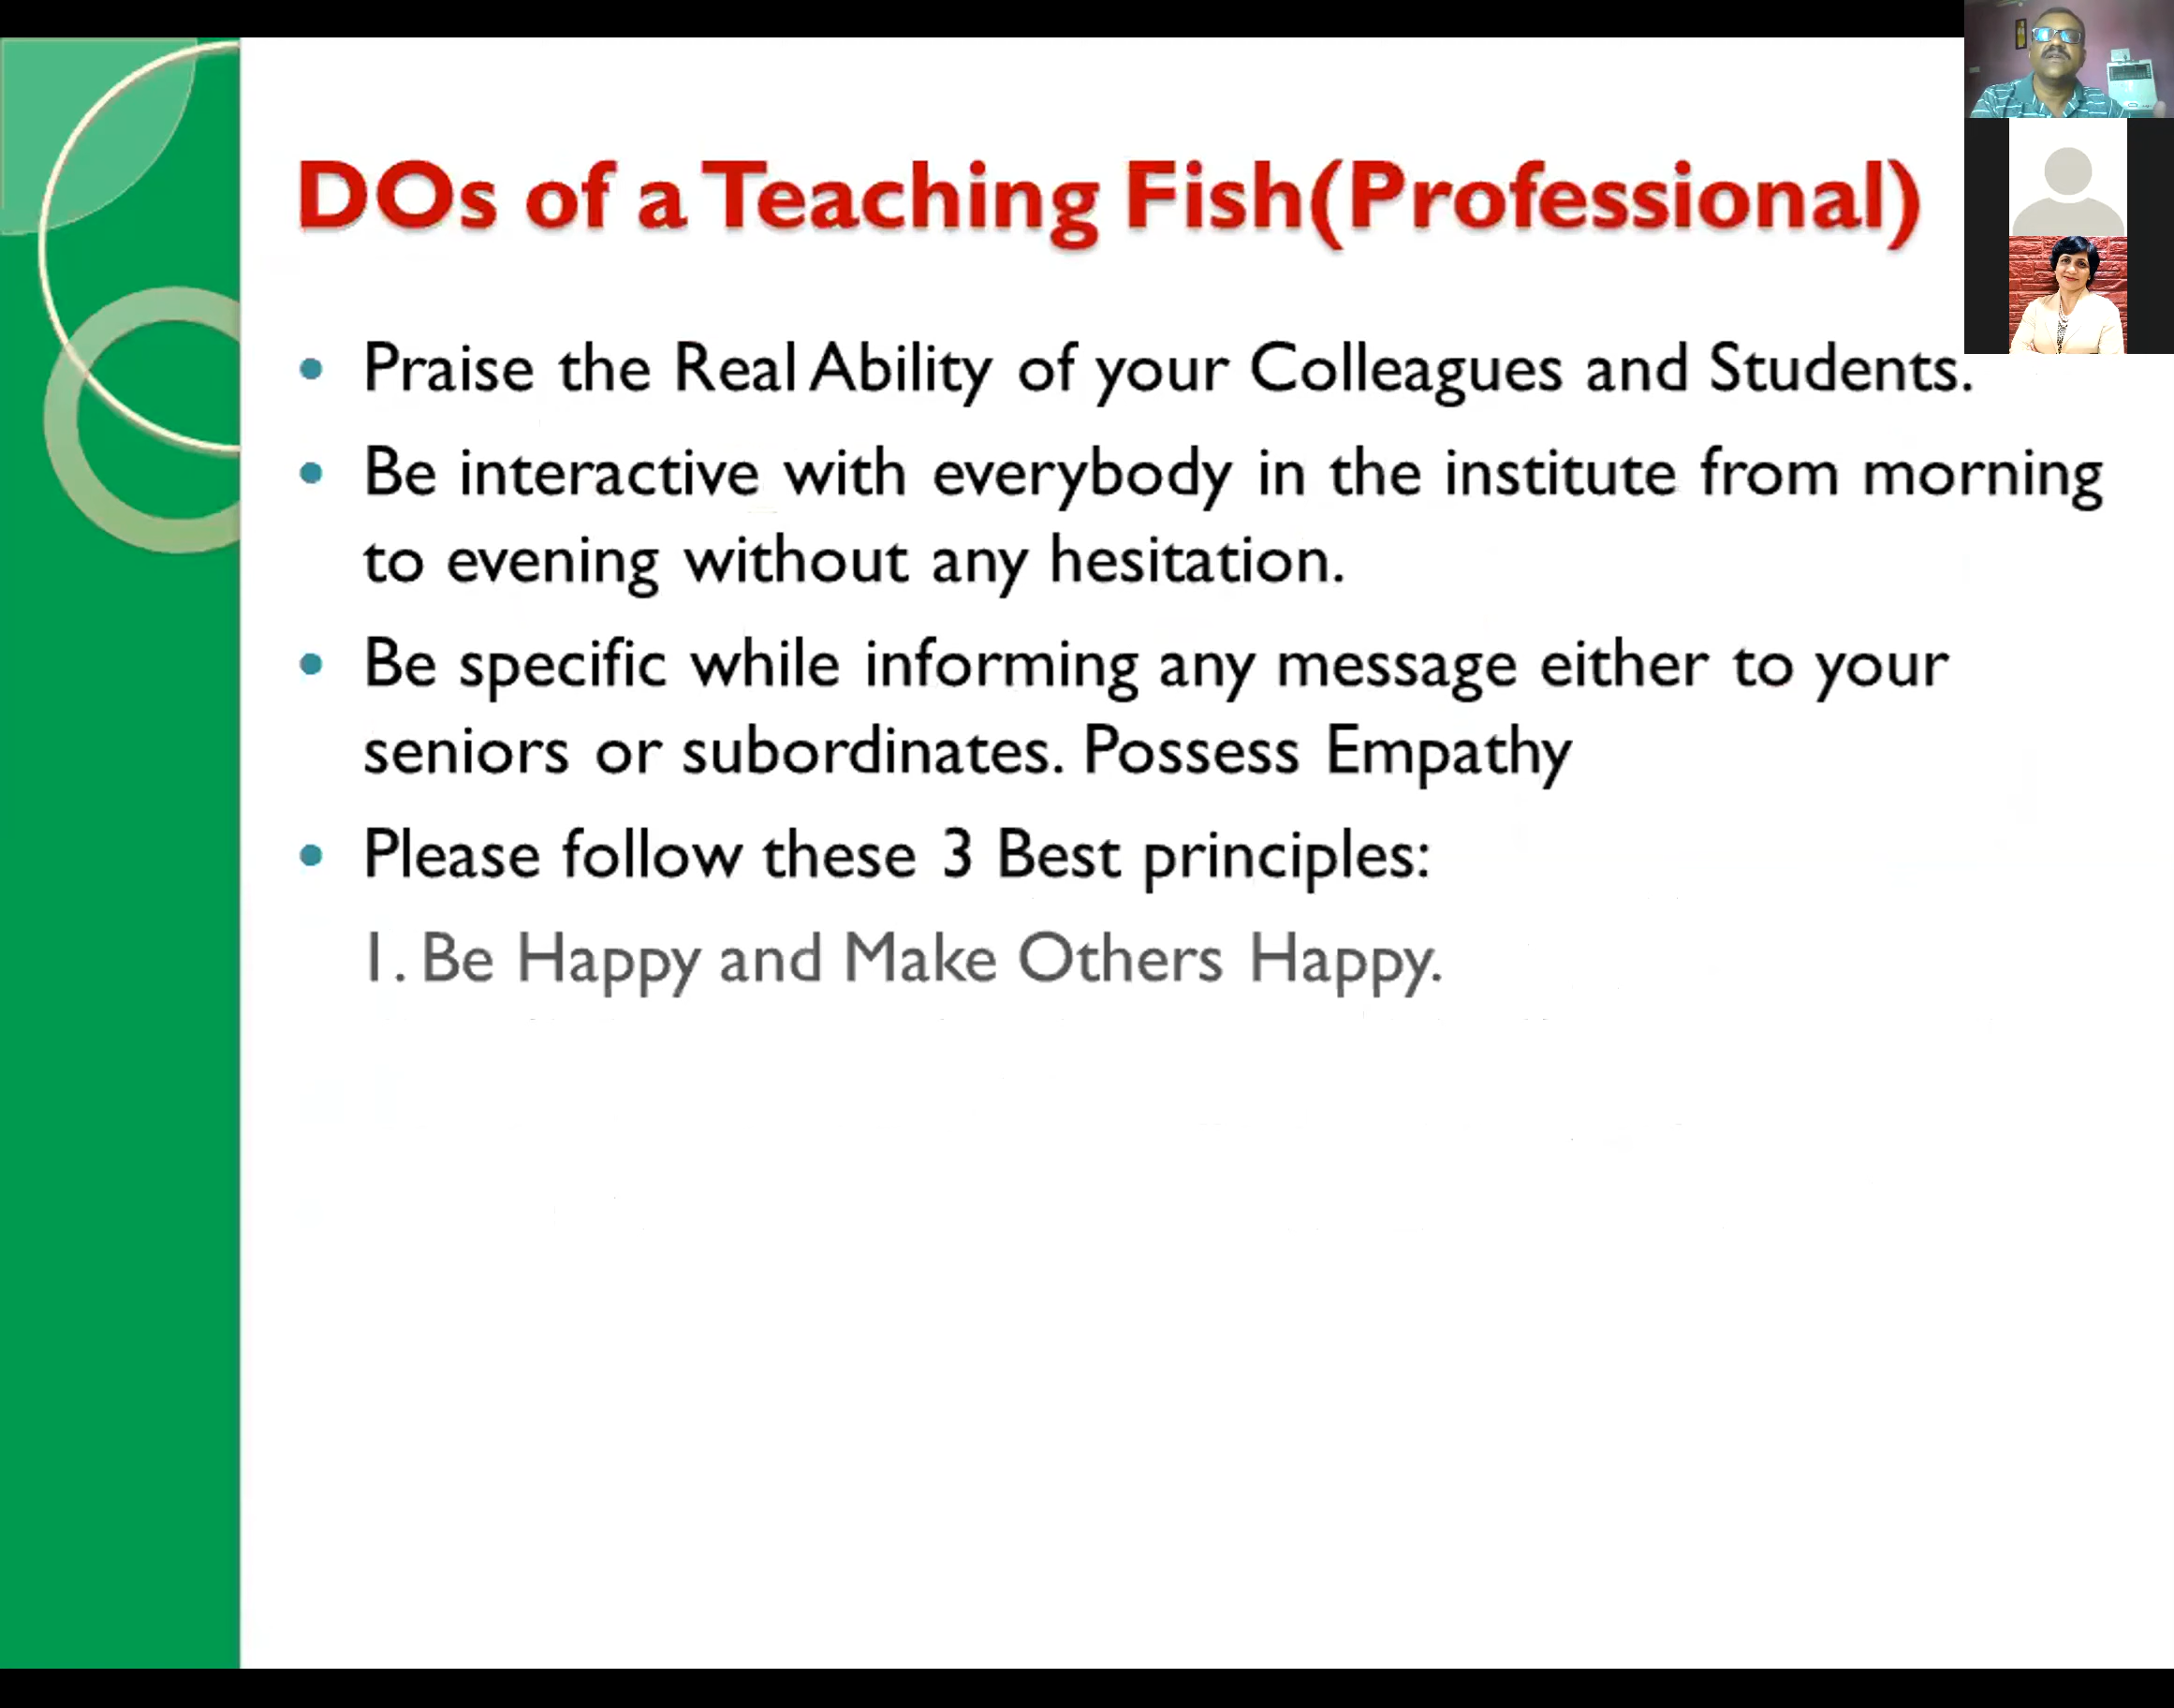 DOs of a Teaching Fish(Professional)
• Praise the Real Ability of your Colleagues and Students.
• Be interactive with everybody in the institute from morning
to evening without any hesitation.
• Be specific while informing any message either to your
seniors or subordinates. Possess Empathy
• Please follow these 3 Best principles:
1. Be Happy and Make Others Happy.